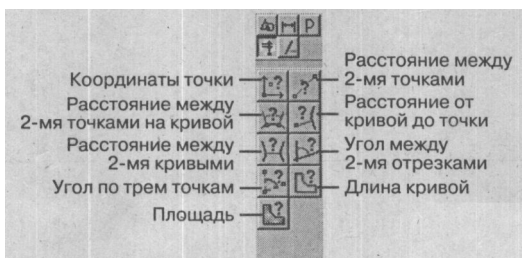 P
Координаты точки
Расстояние между
2-мя точками
Расстояние между
2-мя точками на кривой
Расстояние от
кривой до точки
Расстояние между
2-мя кривыми
Угол между
2-мя отрезками
Угол по трем точкам
Длина кривой
Площадь